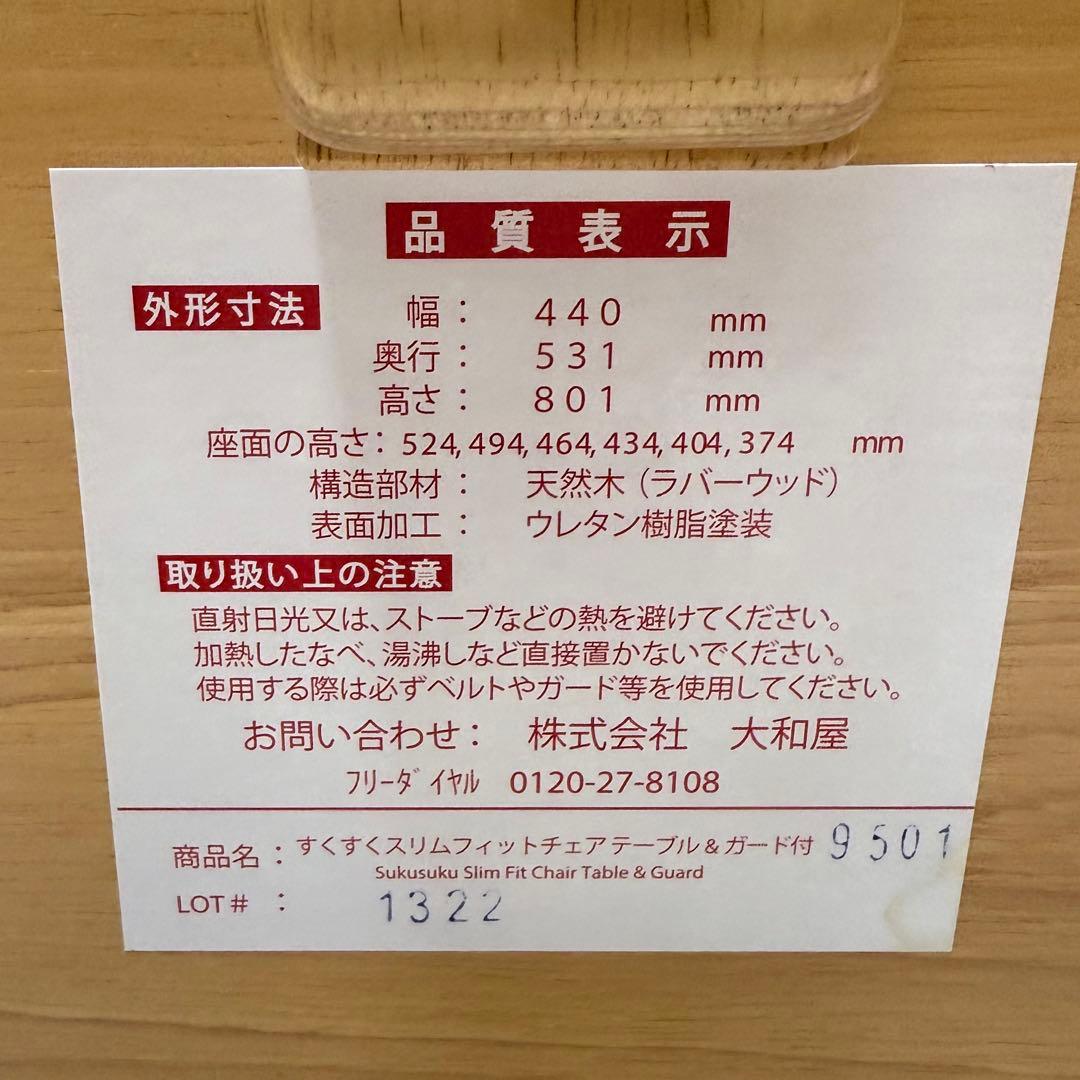 品質表示
外形寸法 幅： 440 mm
奥行： 531 mm
高さ： 801 mm
座面の高さ： 524, 494, 464, 434, 404, 374 mm
構造部材： 天然木（ラバーウッド）
表面加工： ウレタン樹脂塗装
取り扱い上の注意
直射日光又は、ストーブなどの熱を避けてください。
加熱したなべ、湯沸しなど直接置かないでください。
使用する際は必ずベルトやガード等を使用してください。
お問い合わせ： 株式会社 大和屋
フリーダイヤル 0120-27-8108
商品名：すくすくスリムフィットチェアテーブル＆ガード付 9501
Sukusuku Slim Fit Chair Table & Guard
LOT# ： 1322